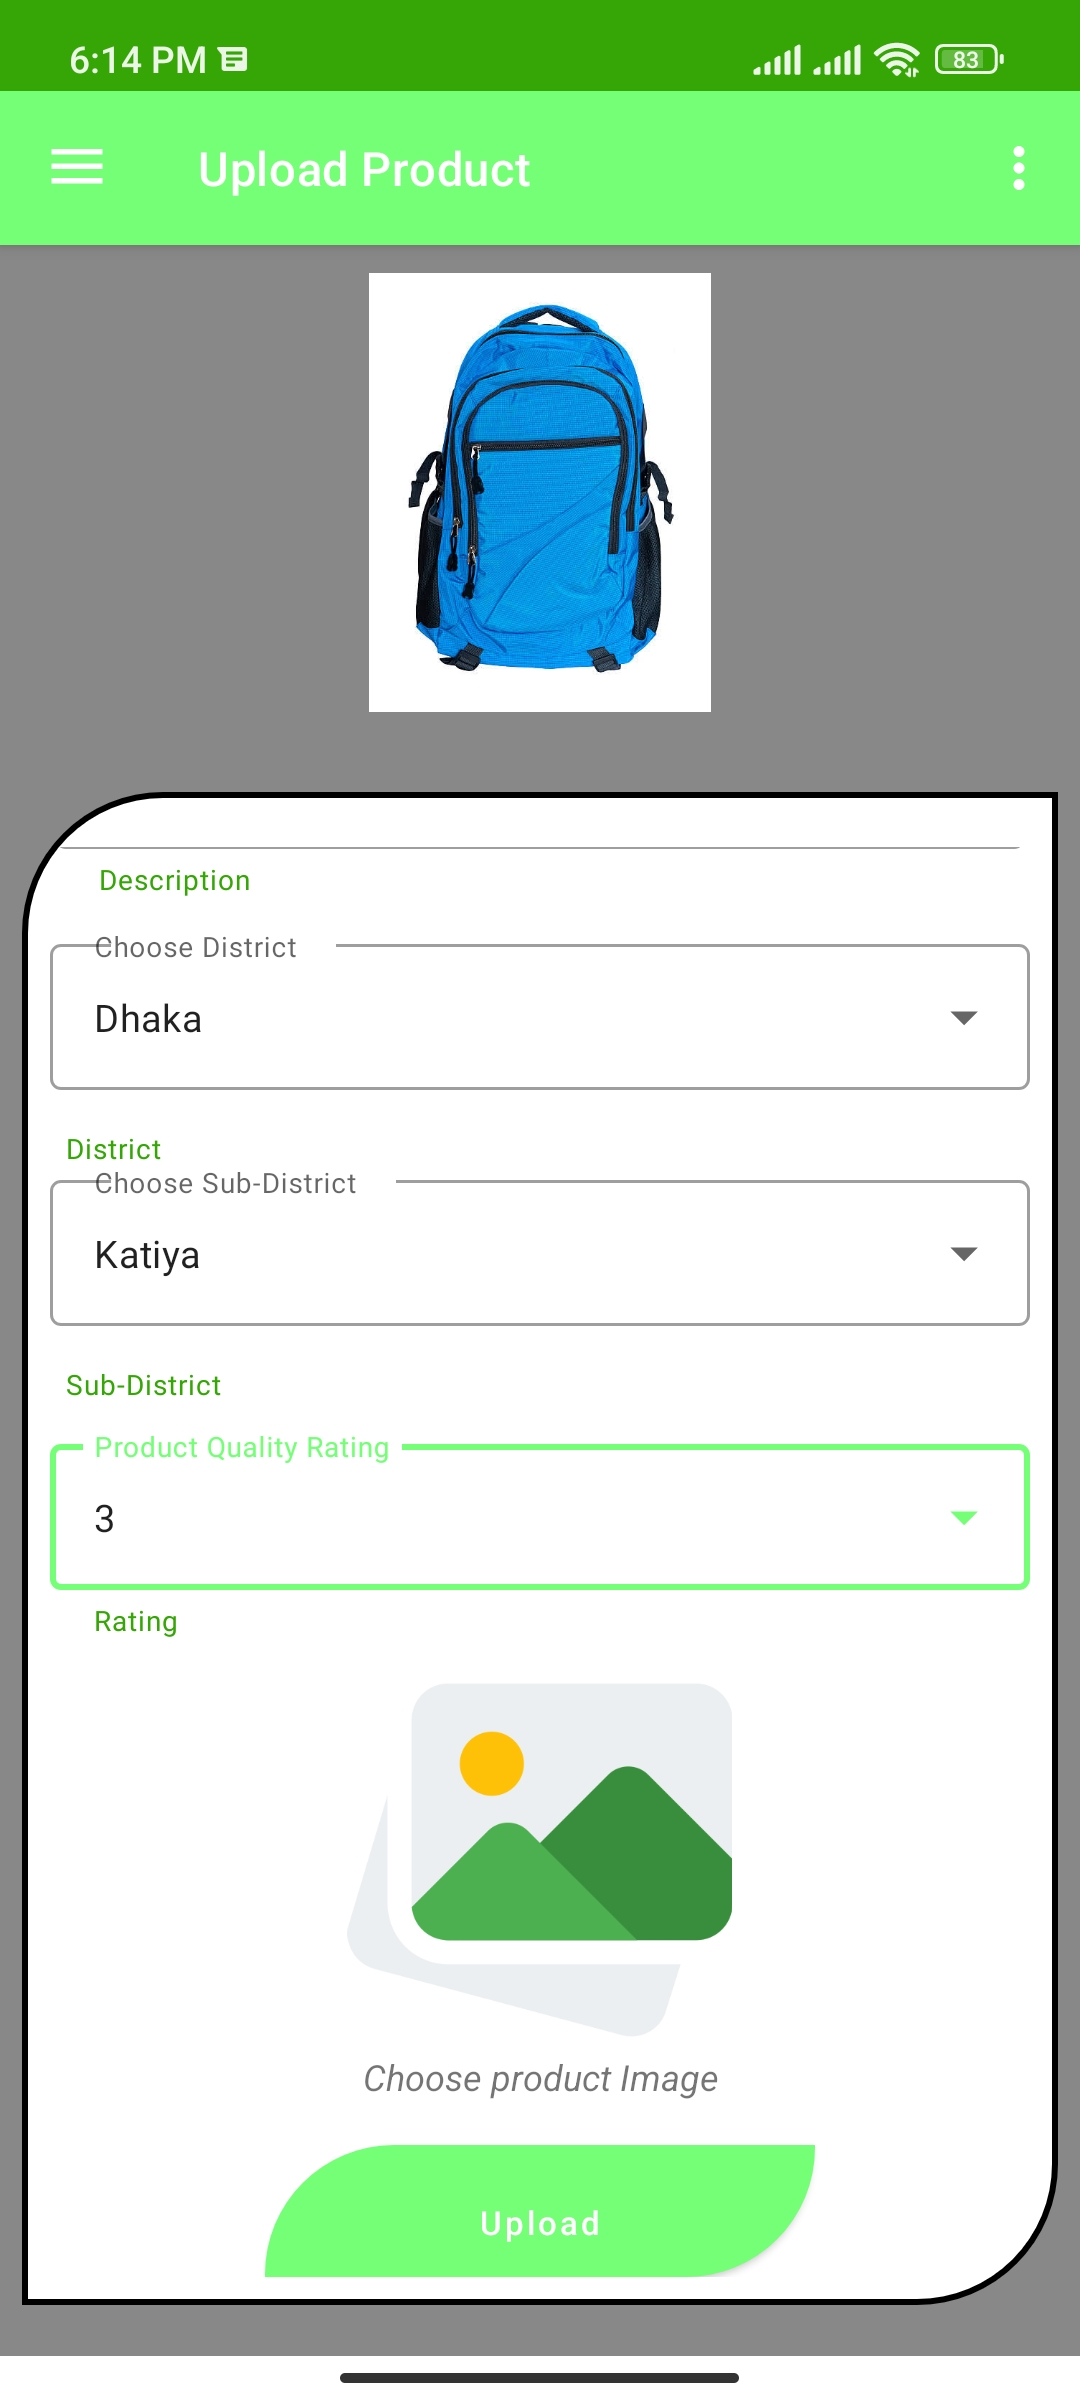 6:14 PM
83
Upload Product
Description
Choose District
Dhaka
District
Choose Sub-District
Katiya
Sub-District
Product Quality Rating
3
Rating
Choose product Image
Upload